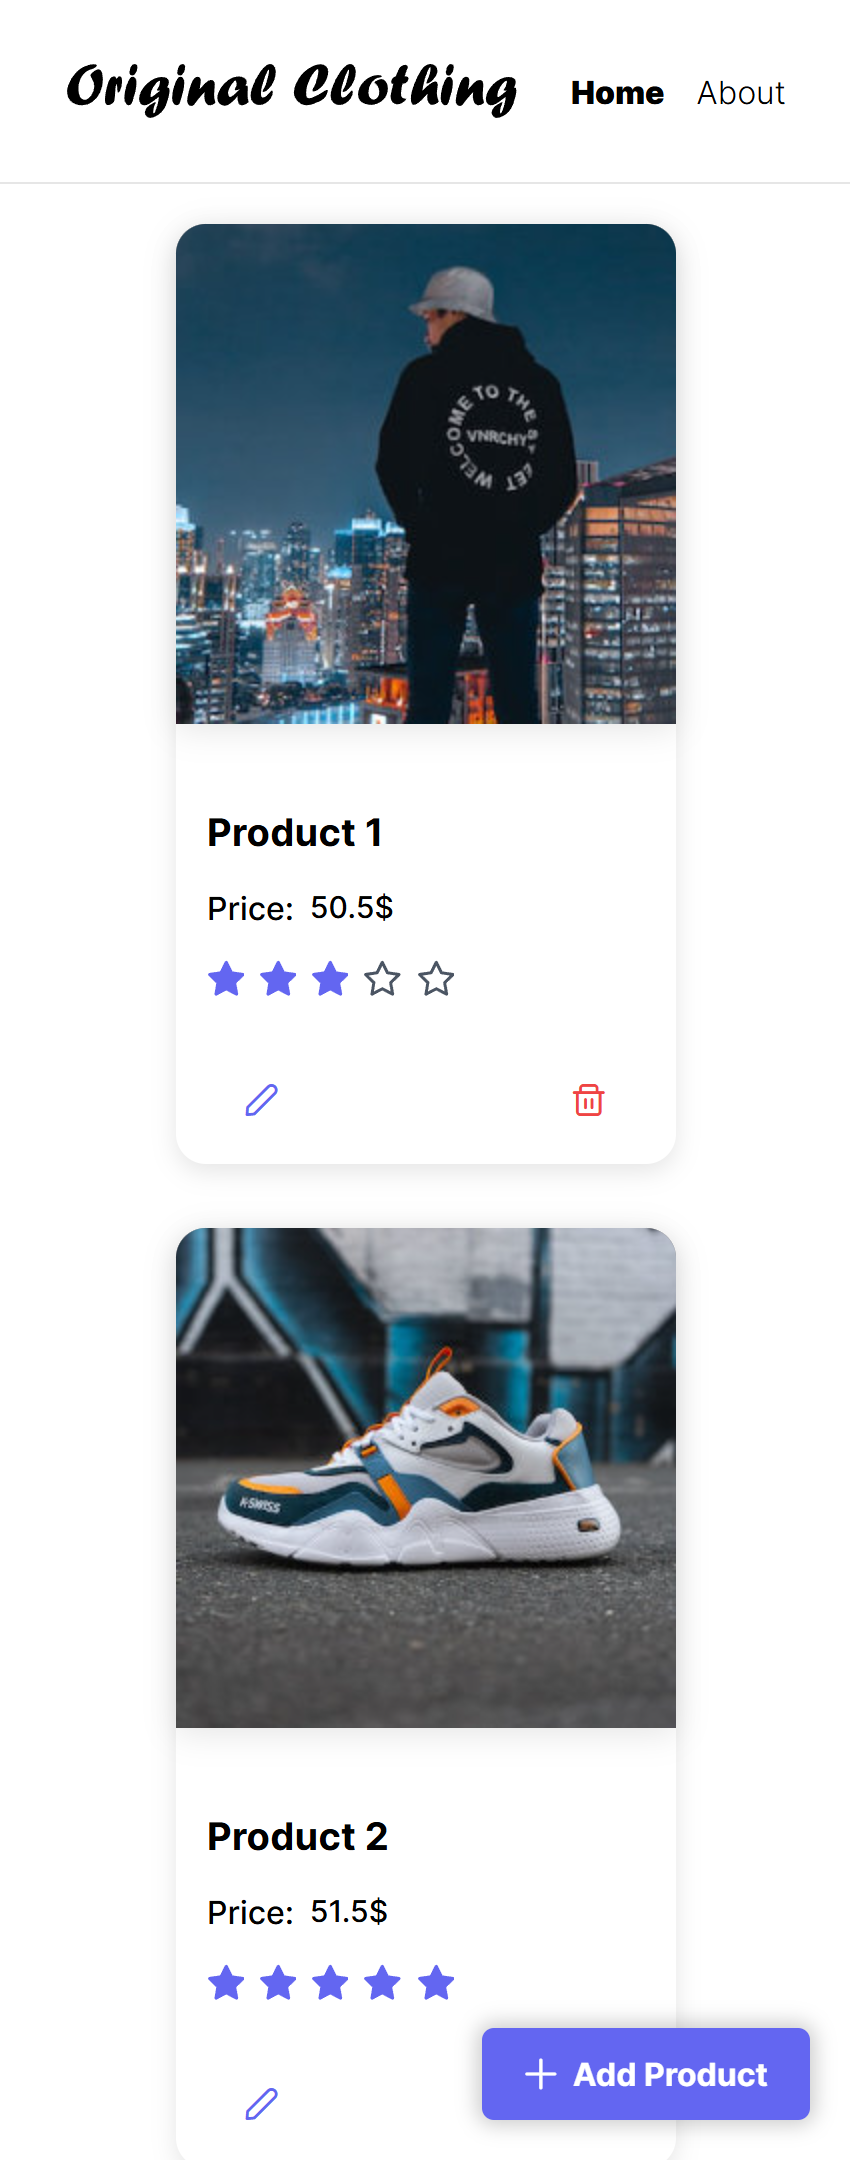 Original Clothing Home About
WELCOME TO THE
VNRCHY
Product 1
Price: 50.5$
K-SWISS
Product 2
Price: 51.5$
Add Product